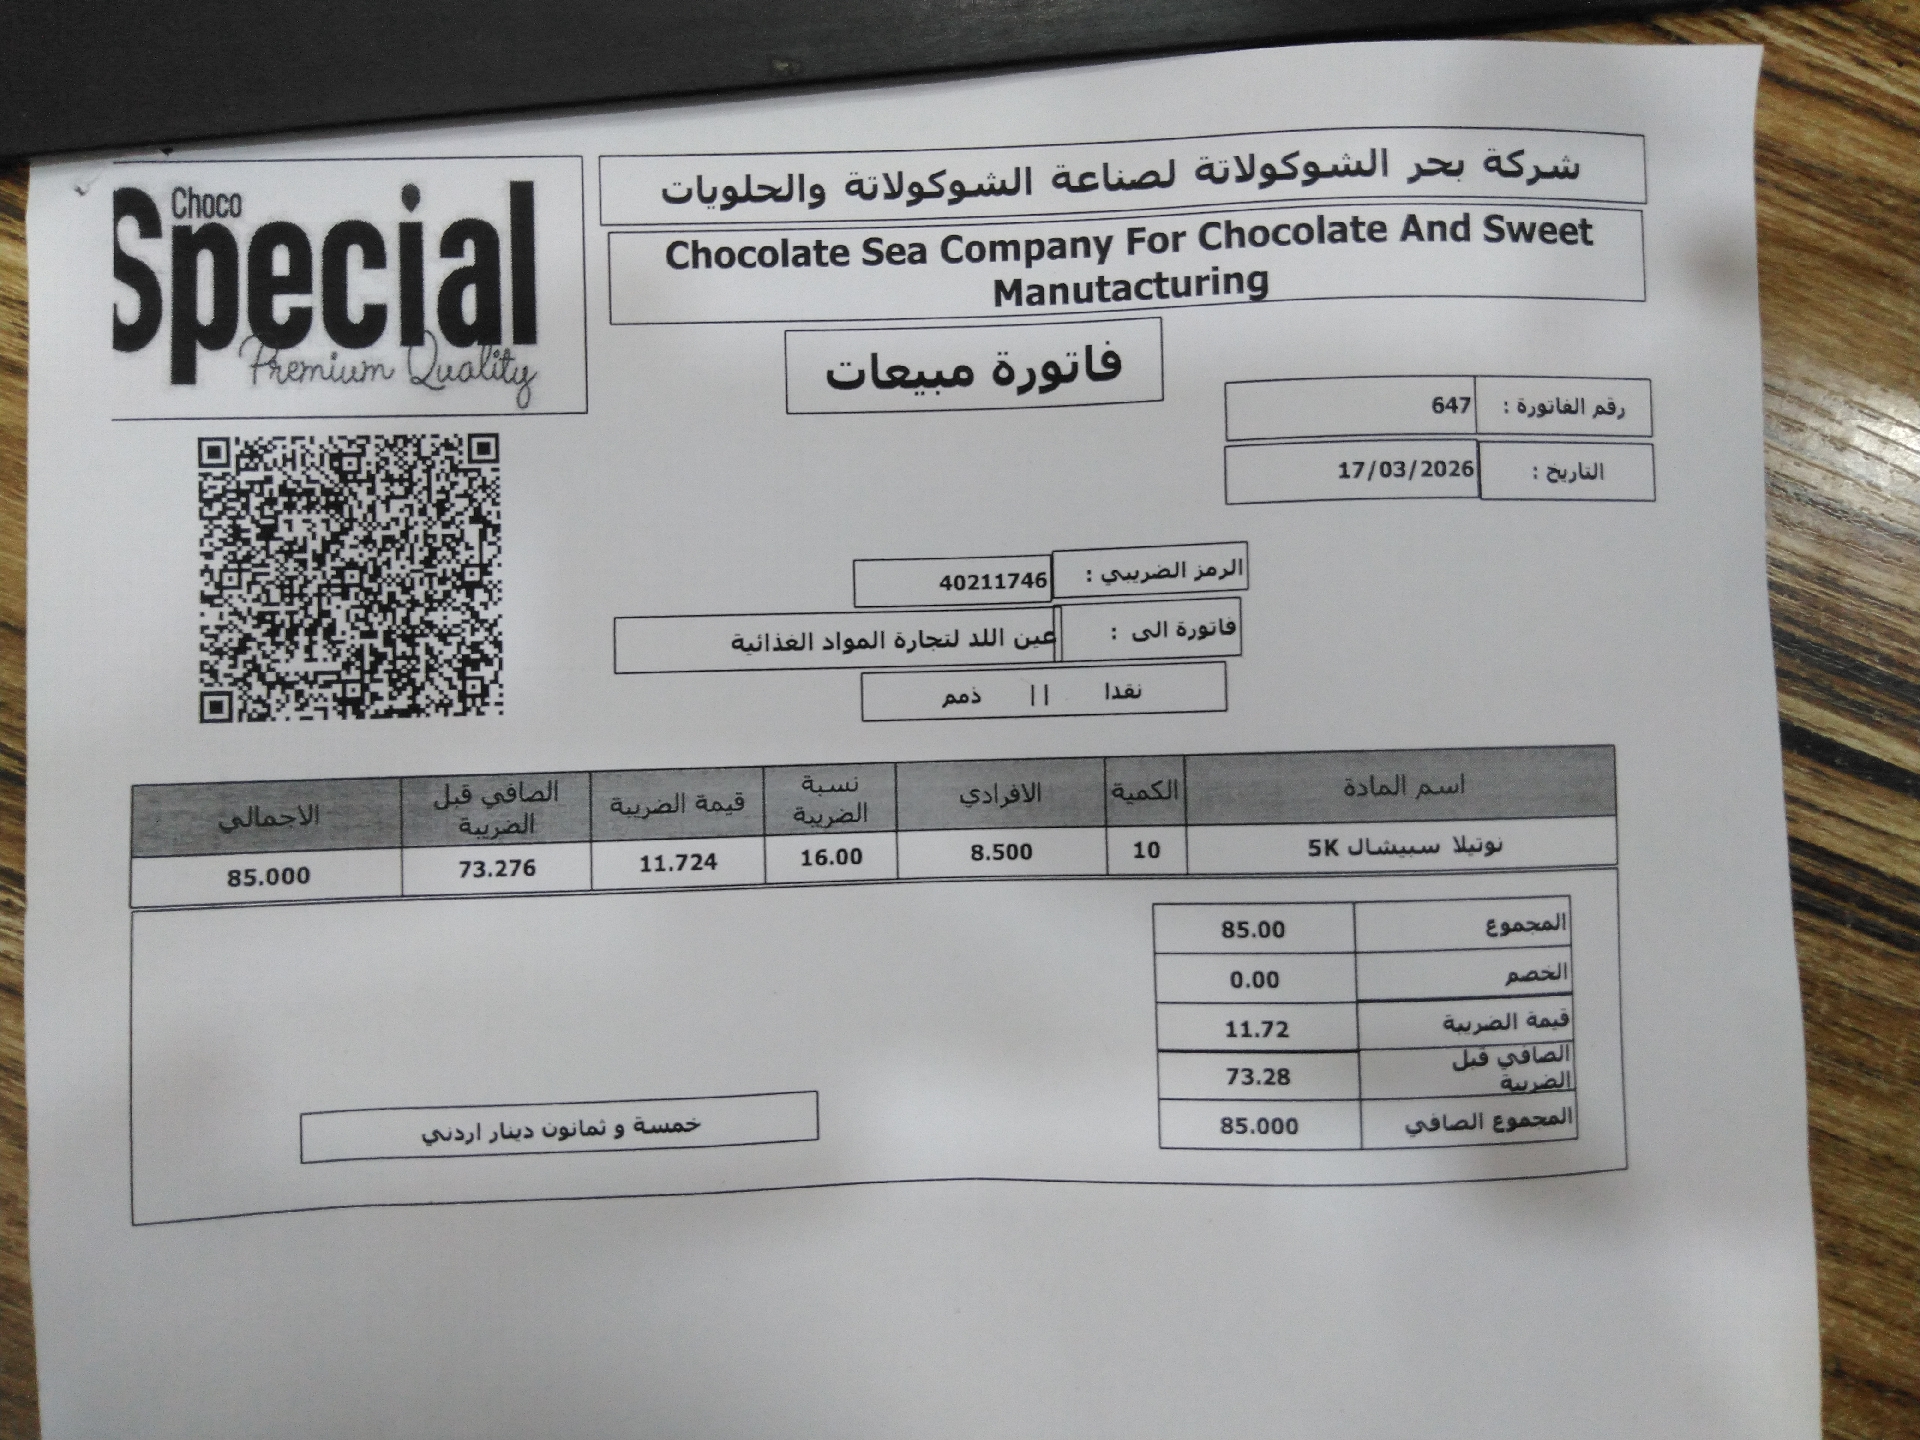 Choco
Special
Premium Quality
شركة بحر الشوكولاتة لصناعة الشوكولاتة والحلويات
Chocolate Sea Company For Chocolate And Sweet
Manutacturing
فاتورة مبيعات
رقم الفاتورة : 647
التاريخ : 17/03/2026
الرمز الضريبي : 40211746
فاتورة الى : عين اللد لتجارة المواد الغذائية
نقدا || ذمم
اسم المادة الكمية الافرادي نسبة الضريبة قيمة الضريبة الصافي قبل الضريبة الاجمالي
نوتيلا سبيشال 5K 10 8.500 16.00 11.724 73.276 85.000
المجموع 85.00
الخصم 0.00
قيمة الضريبة 11.72
الصافي قبل الضريبة 73.28
المجموع الصافي 85.000
خمسة و ثمانون دينار اردني